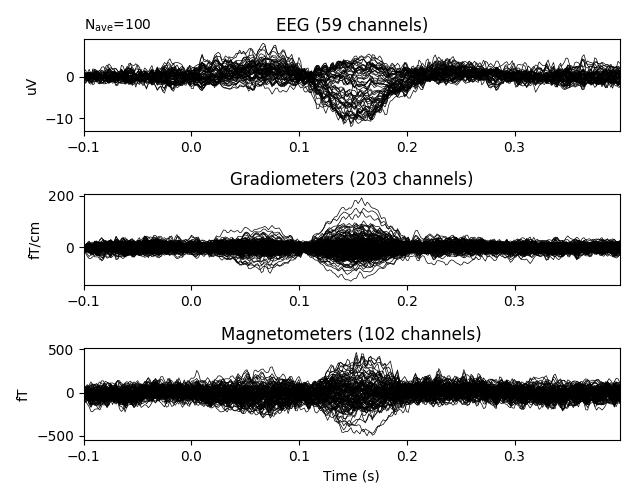 Nave=100
EEG (59 channels)
uV
0
−10
−0.1 0.0 0.1 0.2 0.3
Gradiometers (203 channels)
fT/cm
200
0
−0.1 0.0 0.1 0.2 0.3
Magnetometers (102 channels)
fT
500
0
−500
−0.1 0.0 0.1 0.2 0.3
Time (s)